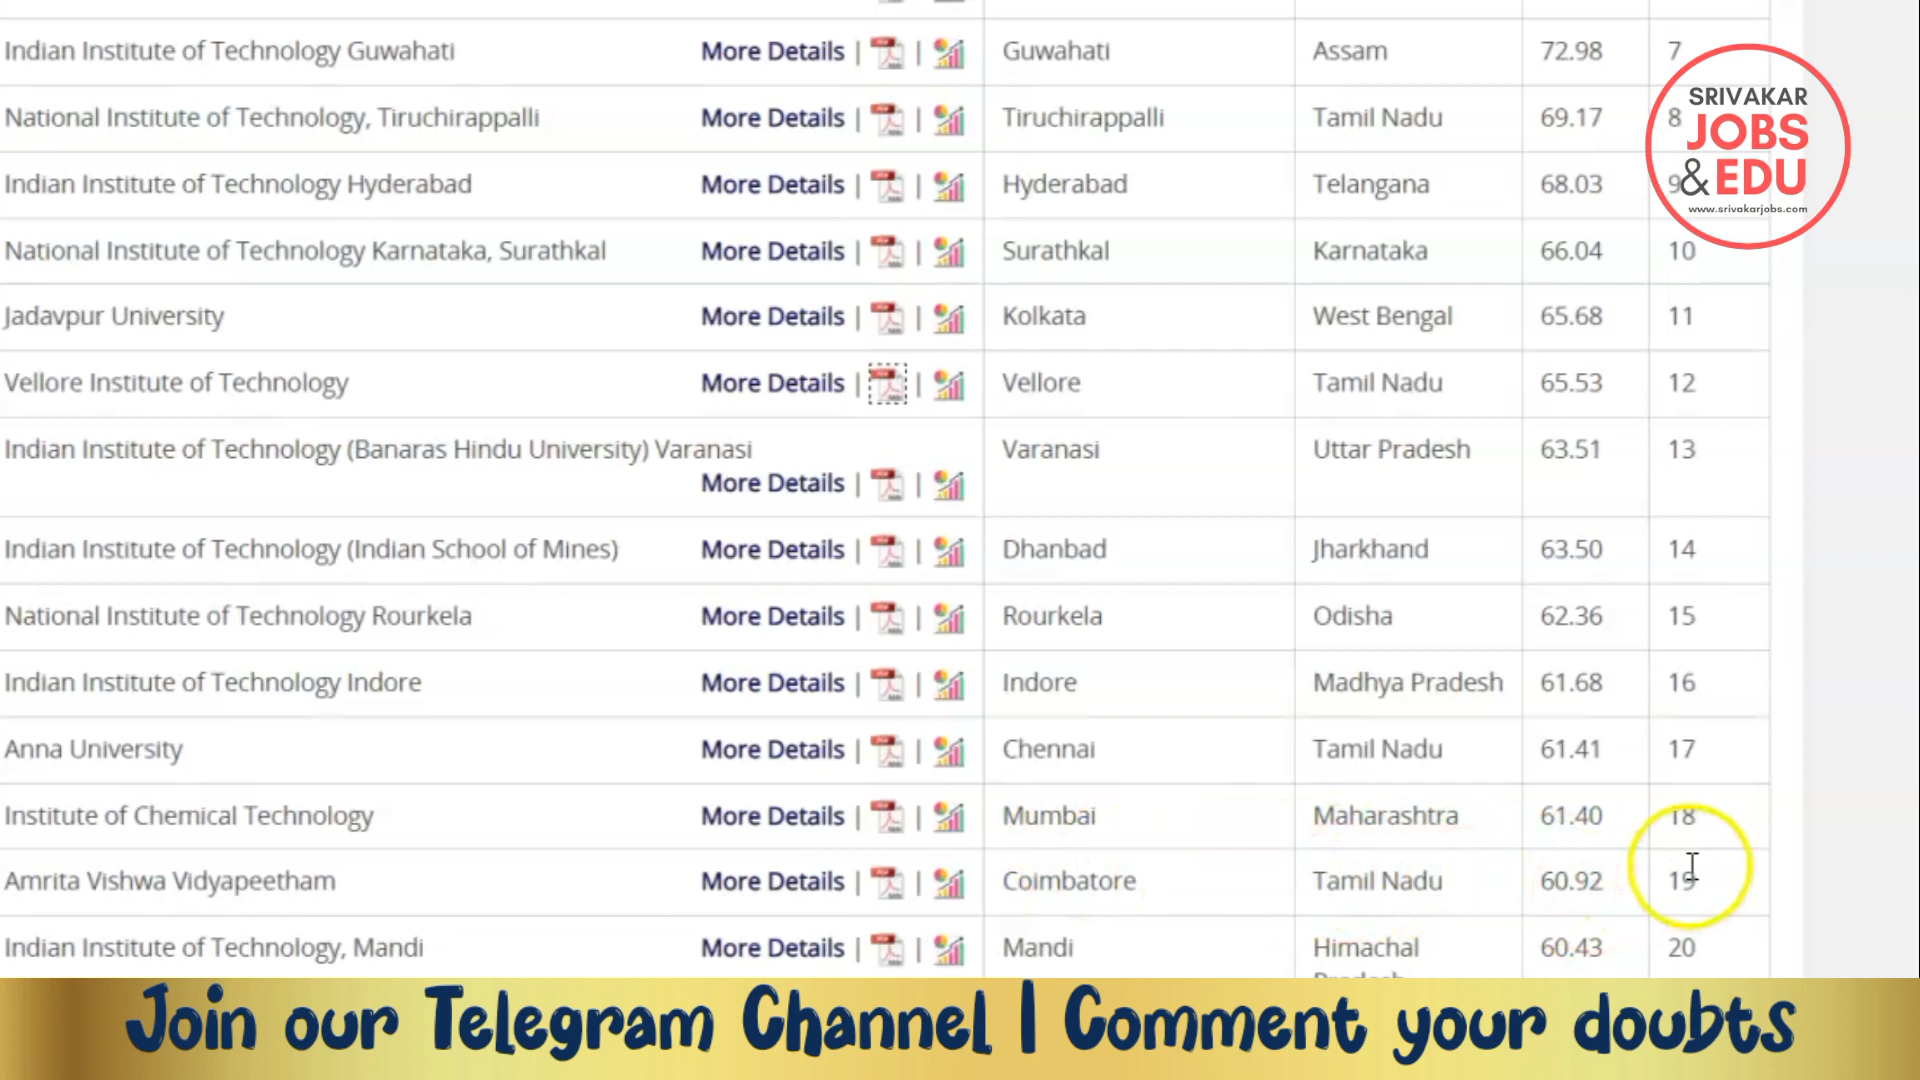 Indian Institute of Technology Guwahati More Details | | Guwahati Assam 72.98 7
National Institute of Technology, Tiruchirappalli More Details | | Tiruchirappalli Tamil Nadu 69.17 8
Indian Institute of Technology Hyderabad More Details | | Hyderabad Telangana 68.03 9
National Institute of Technology Karnataka, Surathkal More Details | | Surathkal Karnataka 66.04 10
Jadavpur University More Details | | Kolkata West Bengal 65.68 11
Vellore Institute of Technology More Details | | Vellore Tamil Nadu 65.53 12
Indian Institute of Technology (Banaras Hindu University) Varanasi Varanasi Uttar Pradesh 63.51 13
More Details | |
Indian Institute of Technology (Indian School of Mines) More Details | | Dhanbad Jharkhand 63.50 14
National Institute of Technology Rourkela More Details | | Rourkela Odisha 62.36 15
Indian Institute of Technology Indore More Details | | Indore Madhya Pradesh 61.68 16
Anna University More Details | | Chennai Tamil Nadu 61.41 17
Institute of Chemical Technology More Details | | Mumbai Maharashtra 61.40 18
Amrita Vishwa Vidyapeetham More Details | | Coimbatore Tamil Nadu 60.92 19
Indian Institute of Technology, Mandi More Details | | Mandi Himachal 60.43 20
SRIVAKAR
JOBS
& EDU
www.srivakarjobs.com
Join our Telegram Channel | Comment your doubts